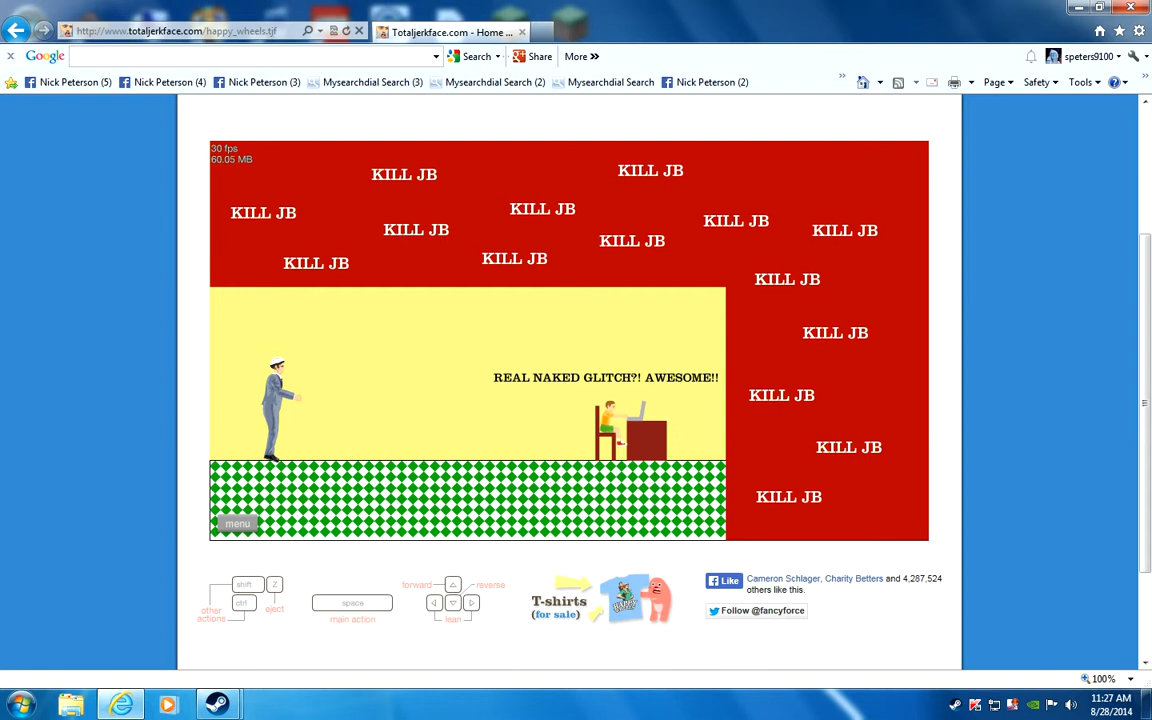 http://www.totaljerkface.com/happy_wheels.tjf
Totaljerkface.com - Home ...
Google
Search
Share
More »
speters9100
Nick Peterson (5)
Nick Peterson (4)
Nick Peterson (3)
Mysearchdial Search (3)
Mysearchdial Search (2)
Mysearchdial Search
Nick Peterson (2)
Page
Safety
Tools
30 fps
60.05 MB
KILL JB
KILL JB
KILL JB
KILL JB
KILL JB
KILL JB
KILL JB
KILL JB
KILL JB
KILL JB
KILL JB
KILL JB
KILL JB
REAL NAKED GLITCH?! AWESOME!!
KILL JB
KILL JB
KILL JB
menu
shift
Z
ctrl
eject
other
actions
space
main action
forward
reverse
lean
T-shirts
(for sale)
HAPPY
Like
Cameron Schlager, Charity Betters and 4,287,524
others like this.
Follow @fancyforce
100%
11:27 AM
8/28/2014